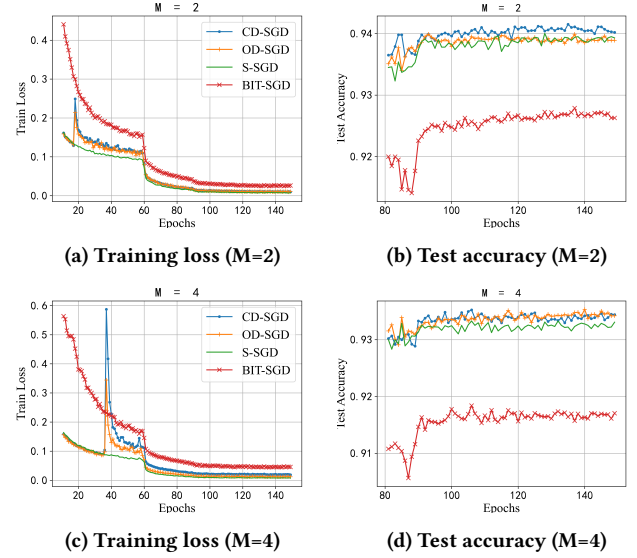 M = 2
Train Loss
0.4
0.3
0.2
0.1
0.0
20 40 60 80 100 120 140
Epochs
CD-SGD
OD-SGD
S-SGD
BIT-SGD
(a) Training loss (M=2)
M = 2
Test Accuracy
0.94
0.93
0.92
80 100 120 140
Epochs
(b) Test accuracy (M=2)
M = 4
Train Loss
0.6
0.5
0.4
0.3
0.2
0.1
0.0
20 40 60 80 100 120 140
Epochs
CD-SGD
OD-SGD
S-SGD
BIT-SGD
(c) Training loss (M=4)
M = 4
Test Accuracy
0.93
0.92
0.91
80 100 120 140
Epochs
(d) Test accuracy (M=4)